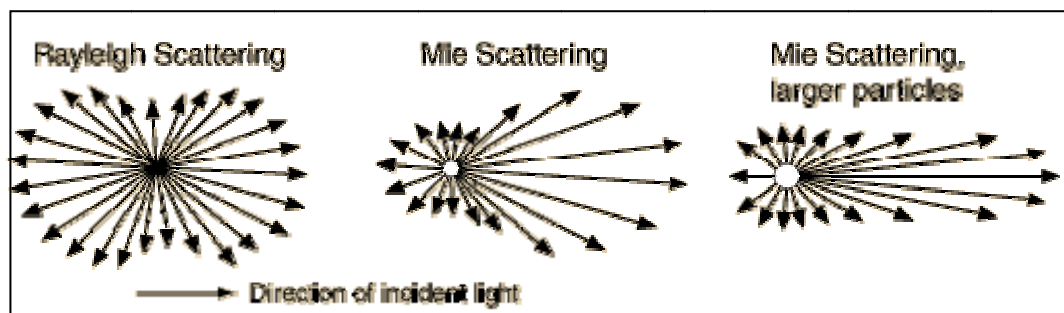 Rayleigh Scattering
Mie Scattering
Mie Scattering,
larger particles
Direction of incident light